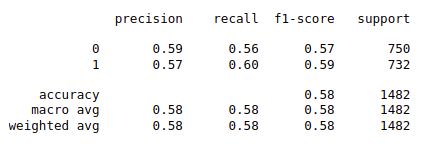 precision recall f1-score support
0 0.59 0.56 0.57 750
1 0.57 0.60 0.59 732
accuracy 0.58 1482
macro avg 0.58 0.58 0.58 1482
weighted avg 0.58 0.58 0.58 1482